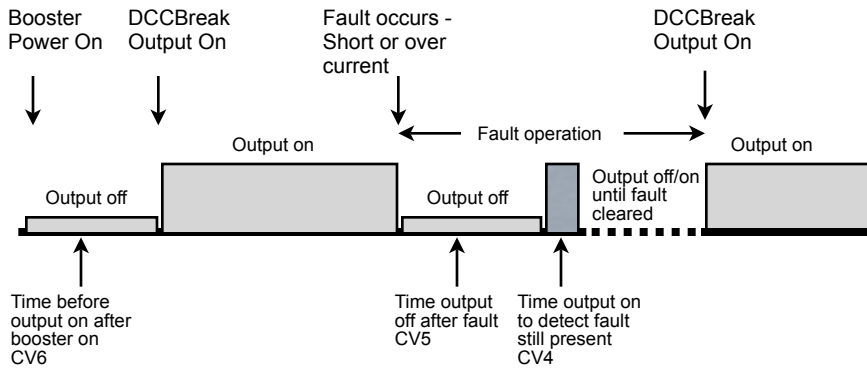 Booster
Power On
DCCBreak
Output On
Fault occurs -
Short or over
current
DCCBreak
Output On
Fault operation
Output on
Output on
Output off
Output off
Output off/on
until fault
cleared
Time before
output on after
booster on
CV6
Time output
off after fault
CV5
Time output on
to detect fault
still present
CV4